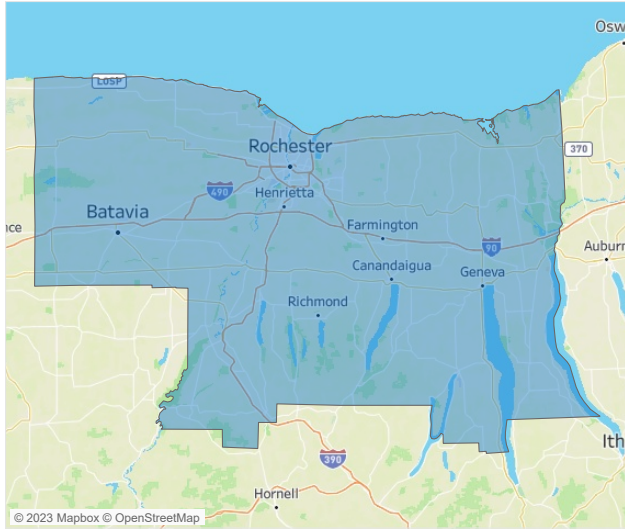 Osw
LOSP
370
Rochester
490
Henrietta
Batavia
nce
Farmington
90
Auburn
Canandaigua
Geneva
Richmond
Ith
390
Hornell
© 2023 Mapbox © OpenStreetMap